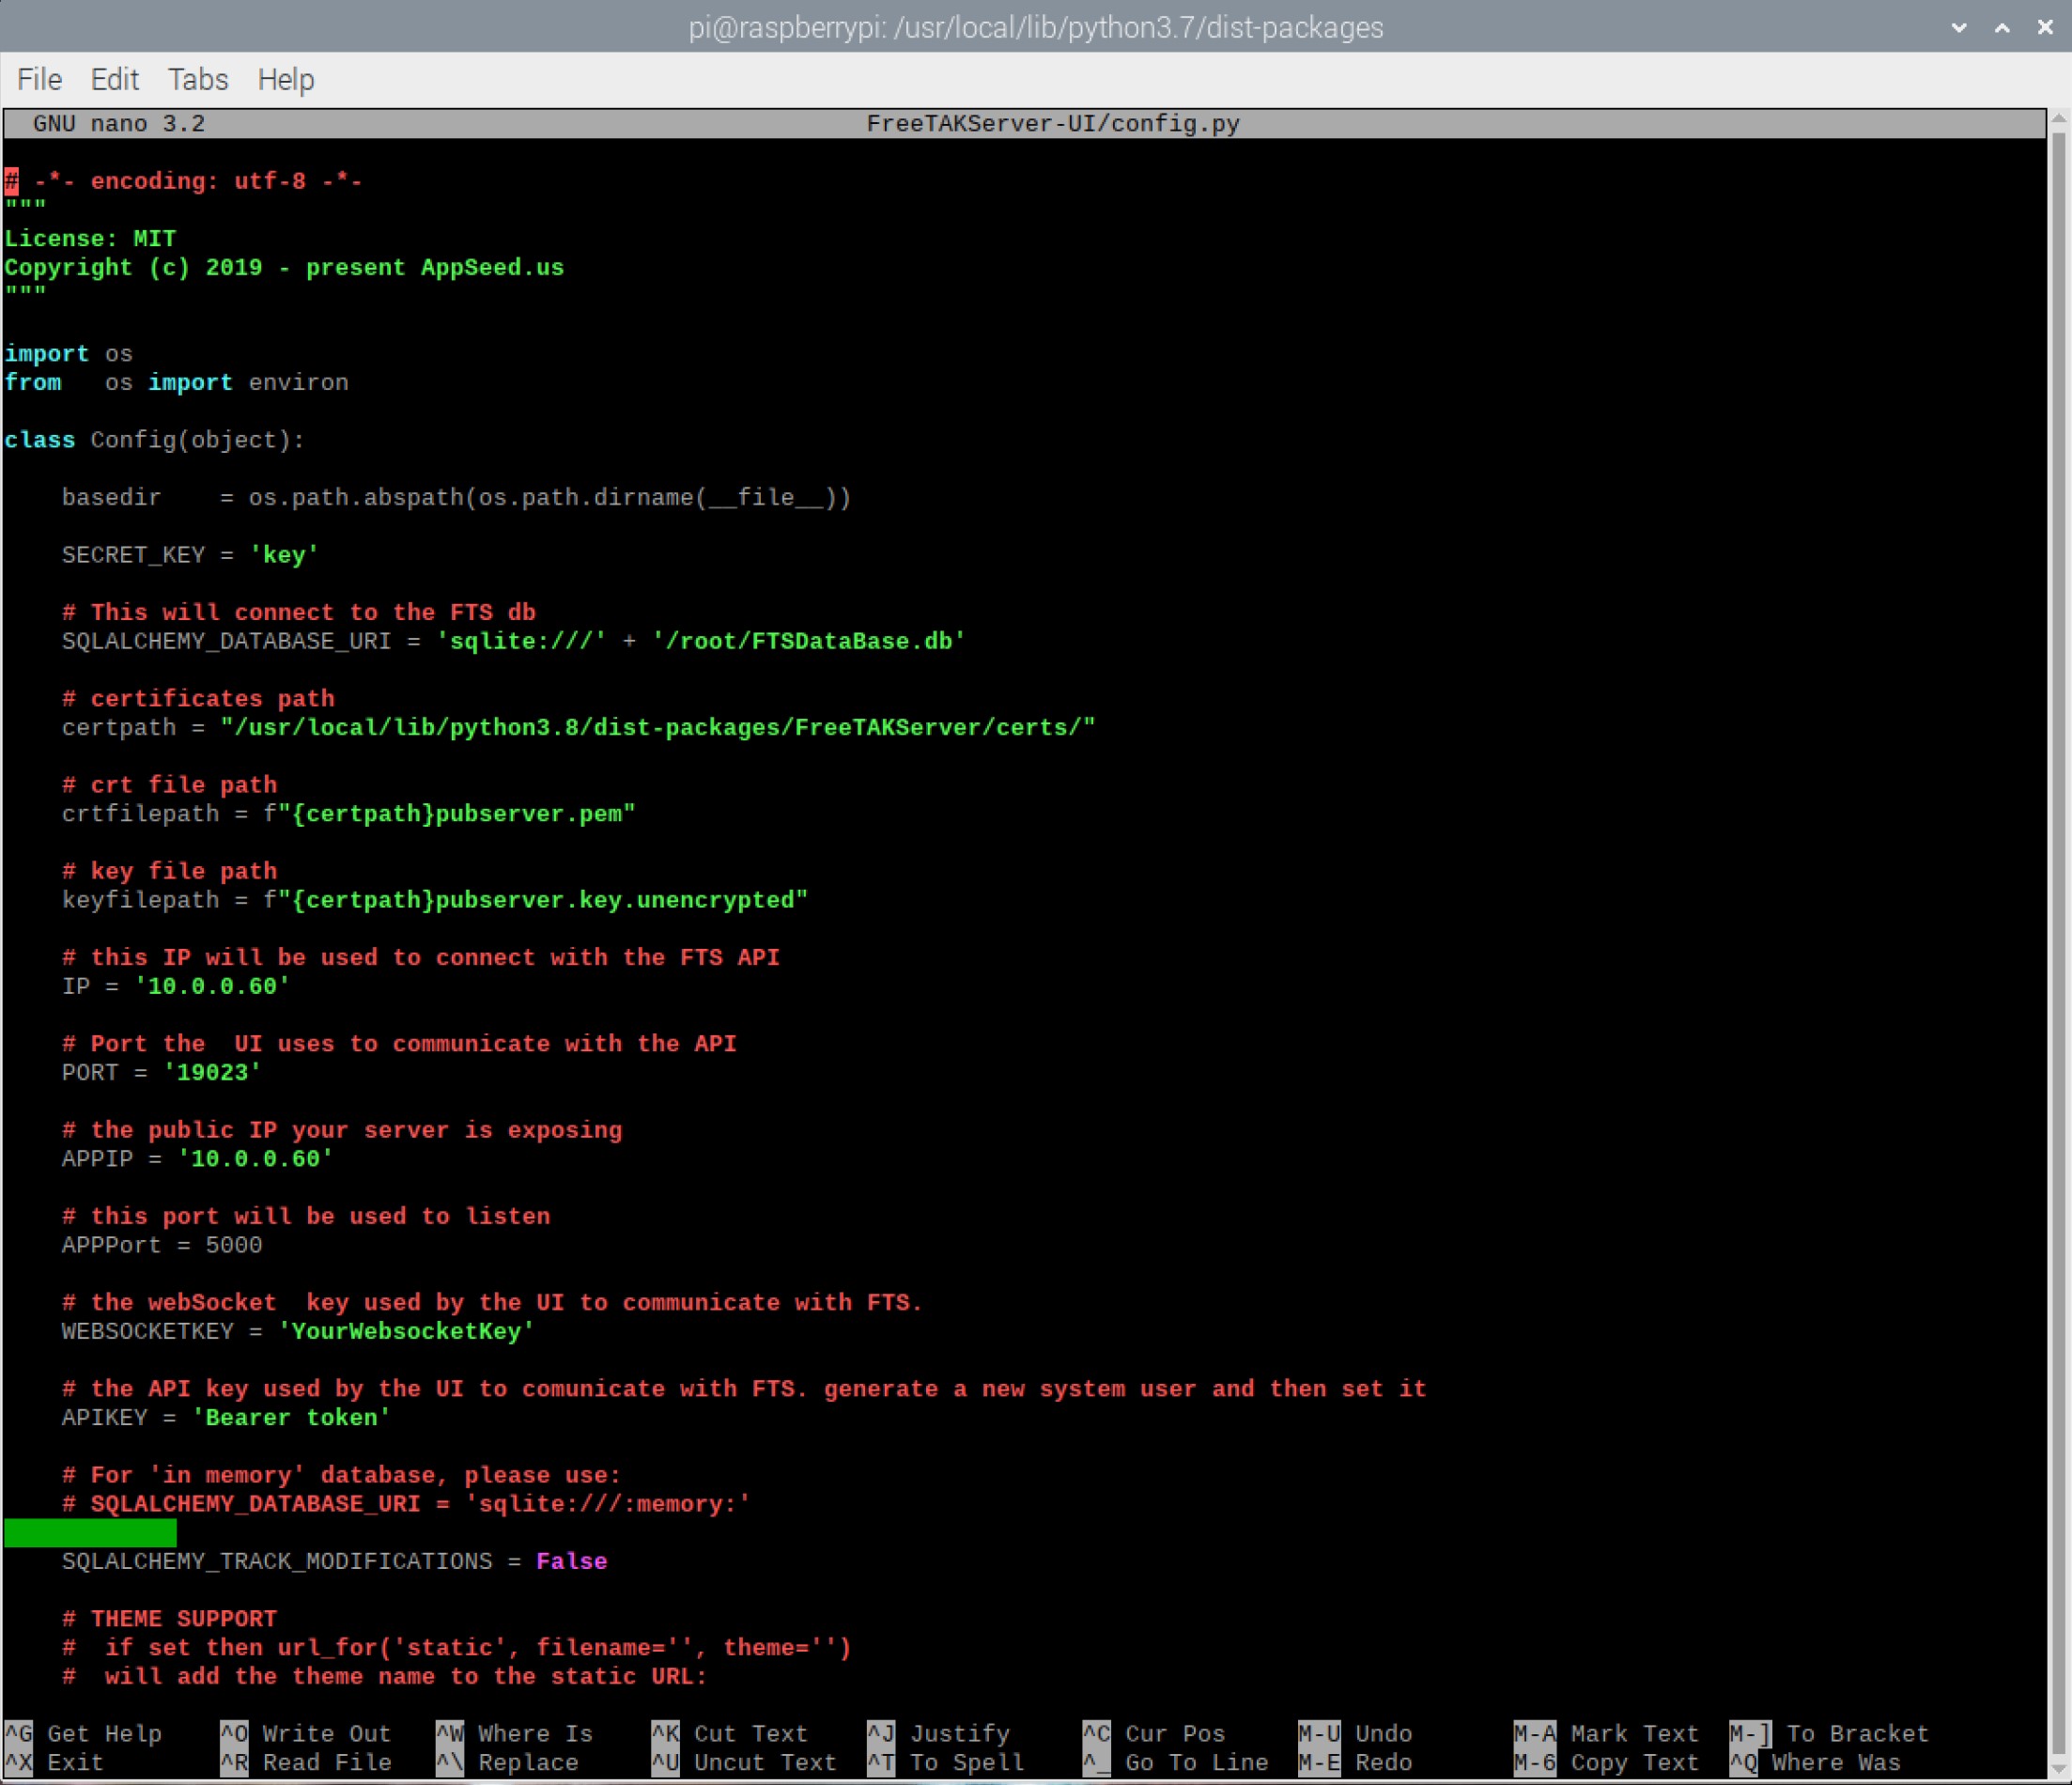 pi@raspberrypi: /usr/local/lib/python3.7/dist-packages
File Edit Tabs Help
GNU nano 3.2 FreeTAKServer-UI/config.py
# -*- encoding: utf-8 -*-
"""
License: MIT
Copyright (c) 2019 - present AppSeed.us
"""
import os
from   os import environ
class Config(object):
    basedir    = os.path.abspath(os.path.dirname(__file__))
    SECRET_KEY = 'key'
    # This will connect to the FTS db
    SQLALCHEMY_DATABASE_URI = 'sqlite:///' + '/root/FTSDataBase.db'
    # certificates path
    certpath = "/usr/local/lib/python3.8/dist-packages/FreeTAKServer/certs/"
    # crt file path
    crtfilepath = f"{certpath}pubserver.pem"
    # key file path
    keyfilepath = f"{certpath}pubserver.key.unencrypted"
    # this IP will be used to connect with the FTS API
    IP = '10.0.0.60'
    # Port the  UI uses to communicate with the API
    PORT = '19023'
    # the public IP your server is exposing
    APPIP = '10.0.0.60'
    # this port will be used to listen
    APPPort = 5000
    # the webSocket  key used by the UI to communicate with FTS.
    WEBSOCKETKEY = 'YourWebsocketKey'
    # the API key used by the UI to comunicate with FTS. generate a new system user and then set it
    APIKEY = 'Bearer token'
    # For 'in memory' database, please use:
    # SQLALCHEMY_DATABASE_URI = 'sqlite:///:memory:'
    SQLALCHEMY_TRACK_MODIFICATIONS = False
    # THEME SUPPORT
    #  if set then url_for('static', filename='', theme='')
    #  will add the theme name to the static URL:
^G Get Help ^O Write Out ^W Where Is ^K Cut Text ^J Justify ^C Cur Pos M-U Undo M-A Mark Text M-] To Bracket
^X Exit ^R Read File ^\ Replace ^U Uncut Text ^T To Spell ^_ Go To Line M-E Redo M-6 Copy Text ^Q Where Was